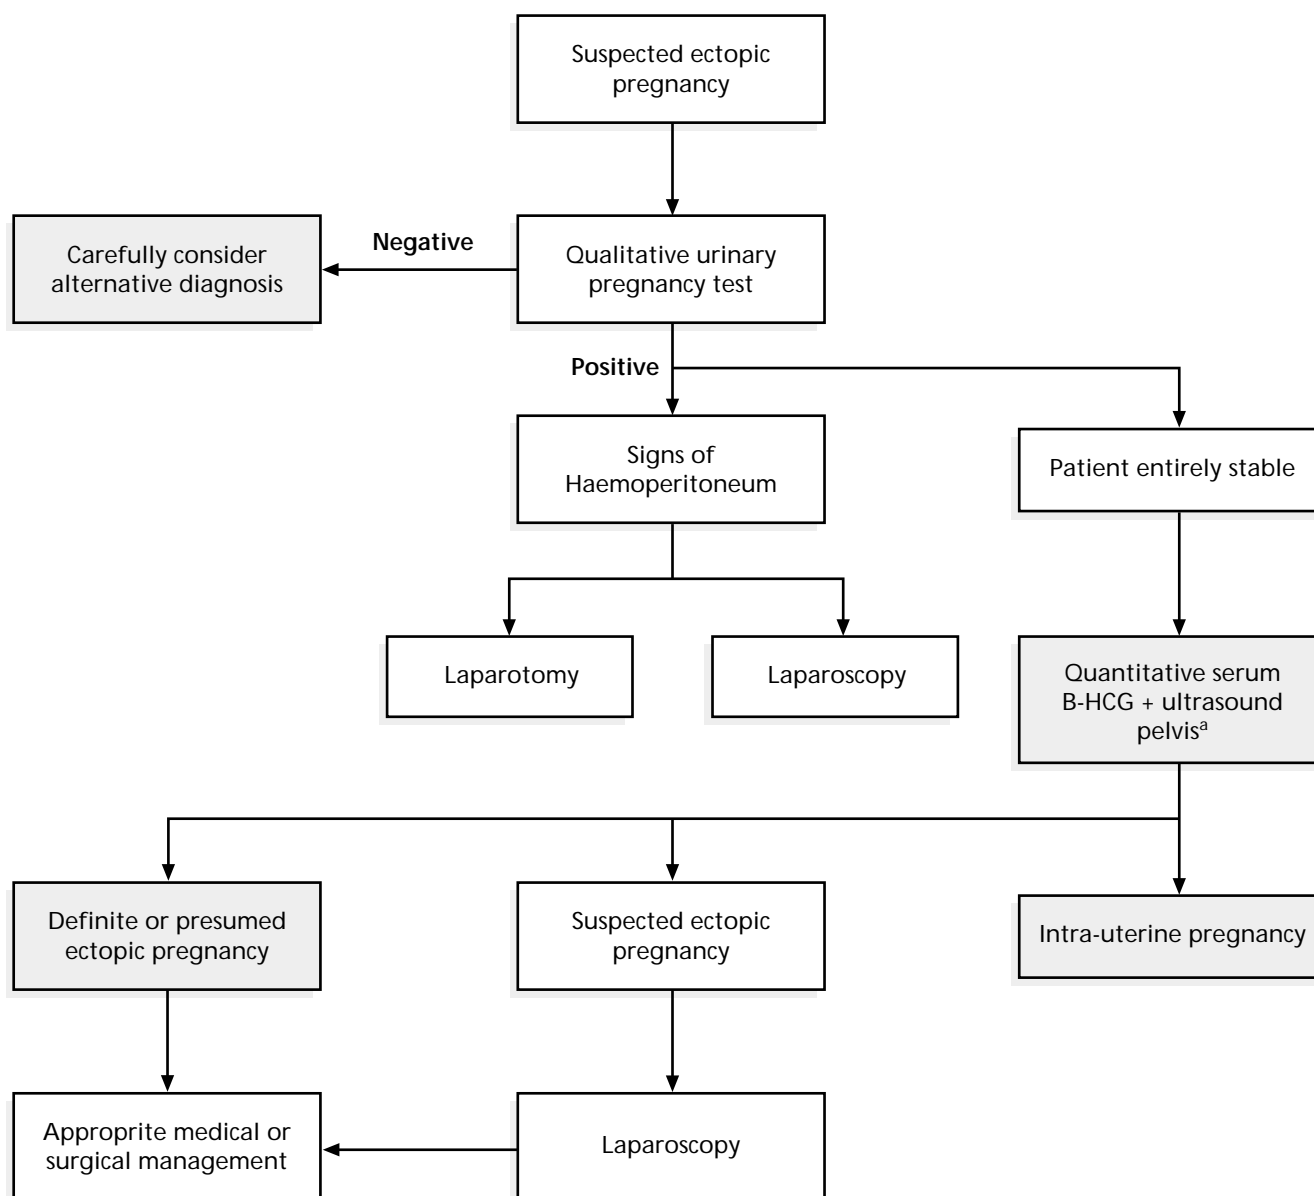 Suspected ectopic
pregnancy
Negative
Carefully consider
alternative diagnosis
Qualitative urinary
pregnancy test
Positive
Signs of
Haemoperitoneum
Patient entirely stable
Laparotomy
Laparoscopy
Quantitative serum
B-HCG + ultrasound
pelvisᵃ
Definite or presumed
ectopic pregnancy
Suspected ectopic
pregnancy
Intra-uterine pregnancy
Approprite medical or
surgical management
Laparoscopy